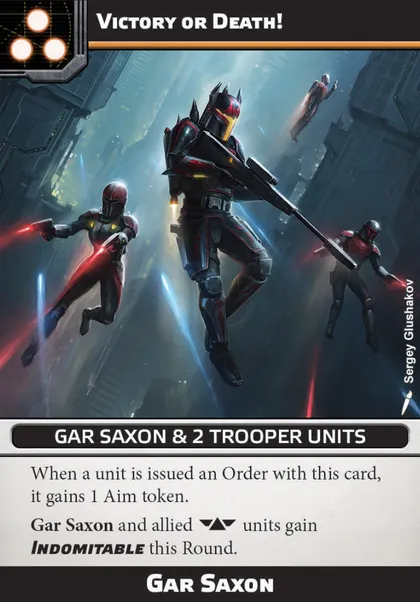 Victory or Death!
Sergey Glushakov
GAR SAXON & 2 TROOPER UNITS
When a unit is issued an Order with this card,
it gains 1 Aim token.
Gar Saxon and allied units gain
INDOMITABLE this Round.
Gar Saxon